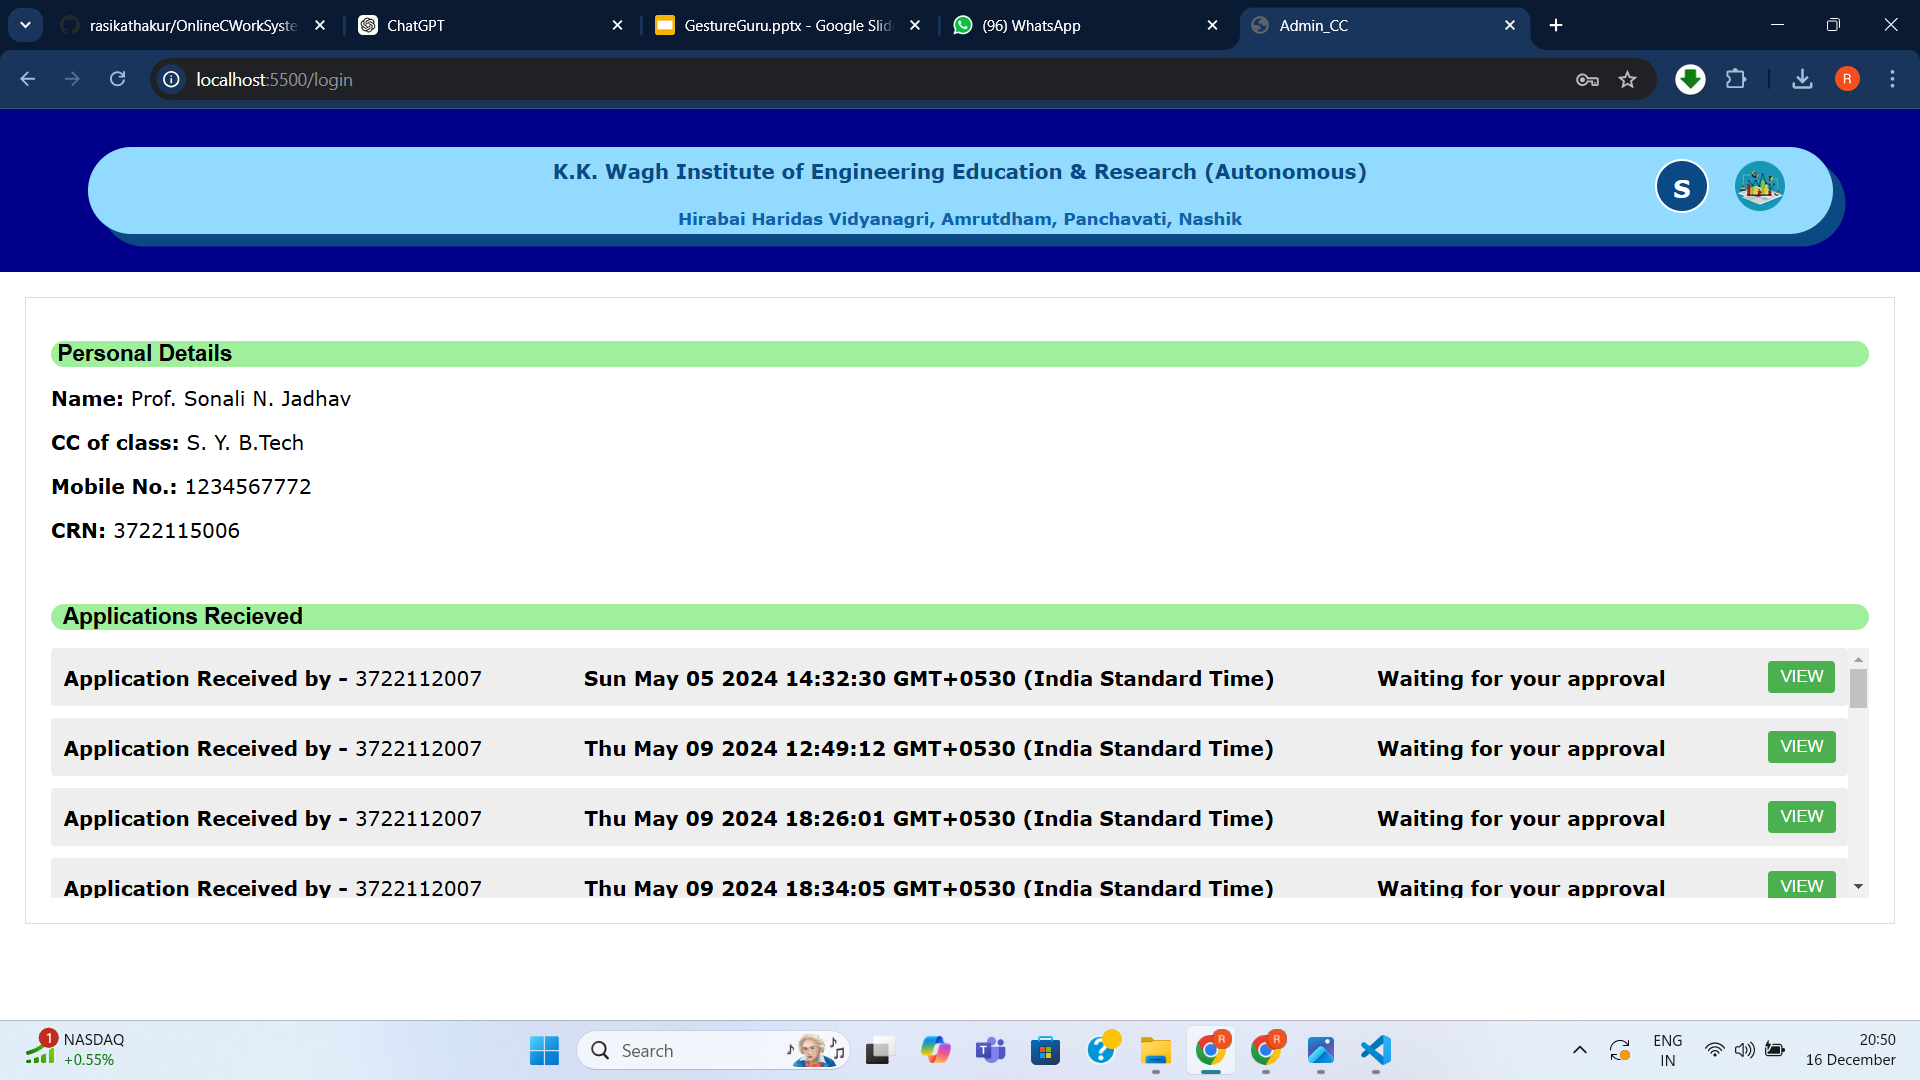 rasikathakur/OnlineCWorkSyste
ChatGPT
GestureGuru.pptx - Google Slid
(96) WhatsApp
Admin_CC
localhost:5500/login
R
K.K. Wagh Institute of Engineering Education & Research (Autonomous)
Hirabai Haridas Vidyanagri, Amrutdham, Panchavati, Nashik
S
Personal Details
Name: Prof. Sonali N. Jadhav
CC of class: S. Y. B.Tech
Mobile No.: 1234567772
CRN: 3722115006
Applications Recieved
Application Received by - 3722112007 Sun May 05 2024 14:32:30 GMT+0530 (India Standard Time) Waiting for your approval VIEW
Application Received by - 3722112007 Thu May 09 2024 12:49:12 GMT+0530 (India Standard Time) Waiting for your approval VIEW
Application Received by - 3722112007 Thu May 09 2024 18:26:01 GMT+0530 (India Standard Time) Waiting for your approval VIEW
Application Received by - 3722112007 Thu May 09 2024 18:34:05 GMT+0530 (India Standard Time) Waiting for your approval VIEW
1
NASDAQ
+0.55%
Search
R
R
ENG
IN
20:50
16 December